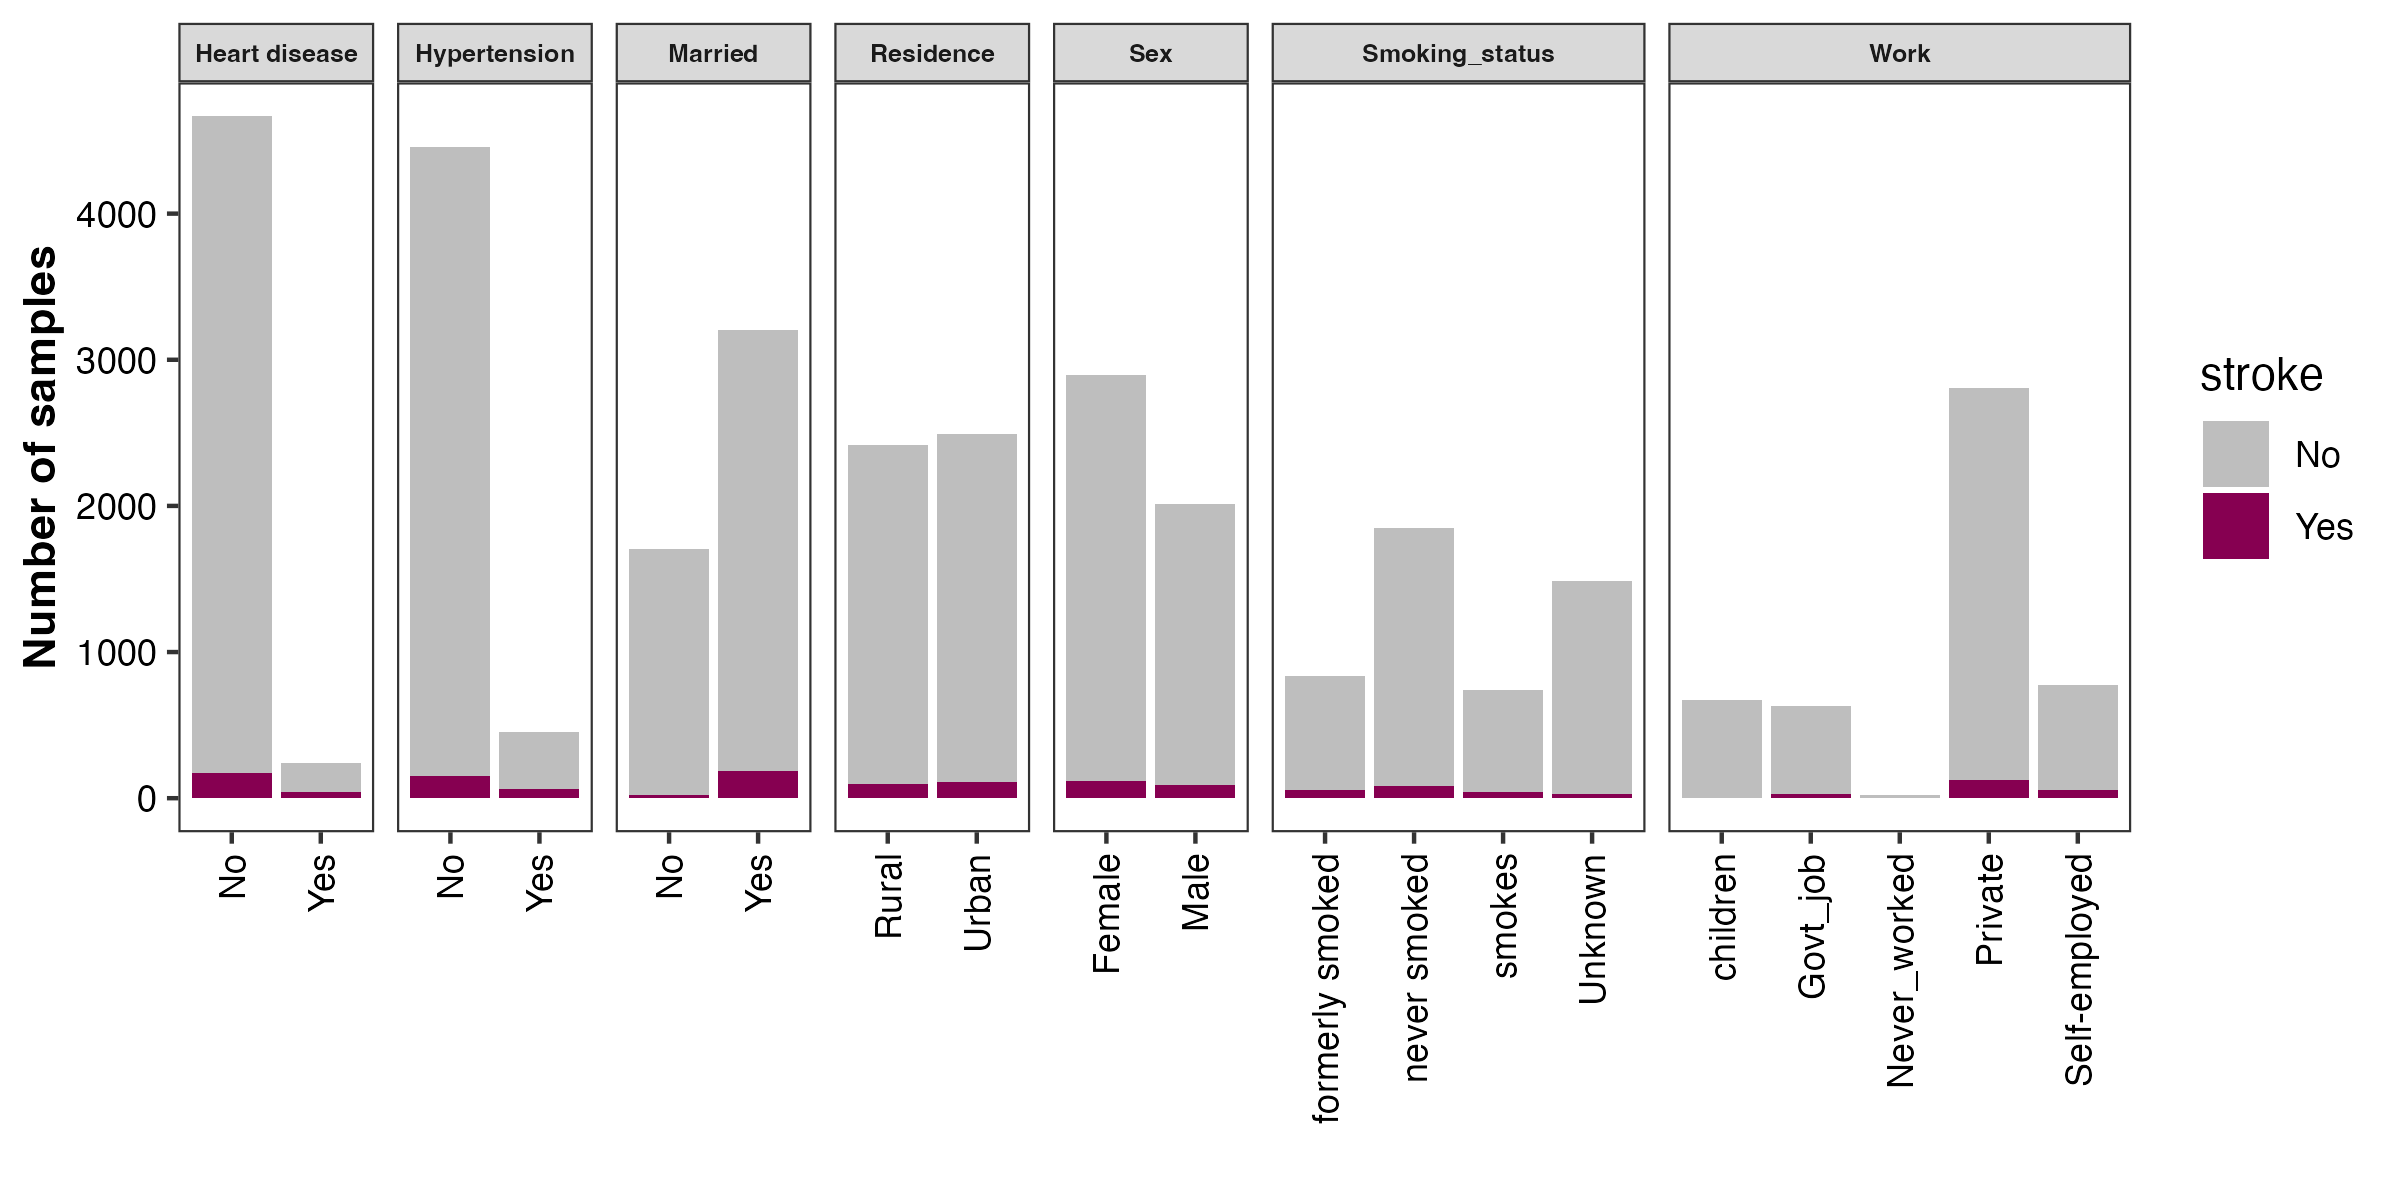 Heart disease
Hypertension
Married
Residence
Sex
Smoking_status
Work
Number of samples
4000
3000
2000
1000
0
No
Yes
No
Yes
No
Yes
Rural
Urban
Female
Male
formerly smoked
never smoked
smokes
Unknown
children
Govt_job
Never_worked
Private
Self-employed
stroke
No
Yes